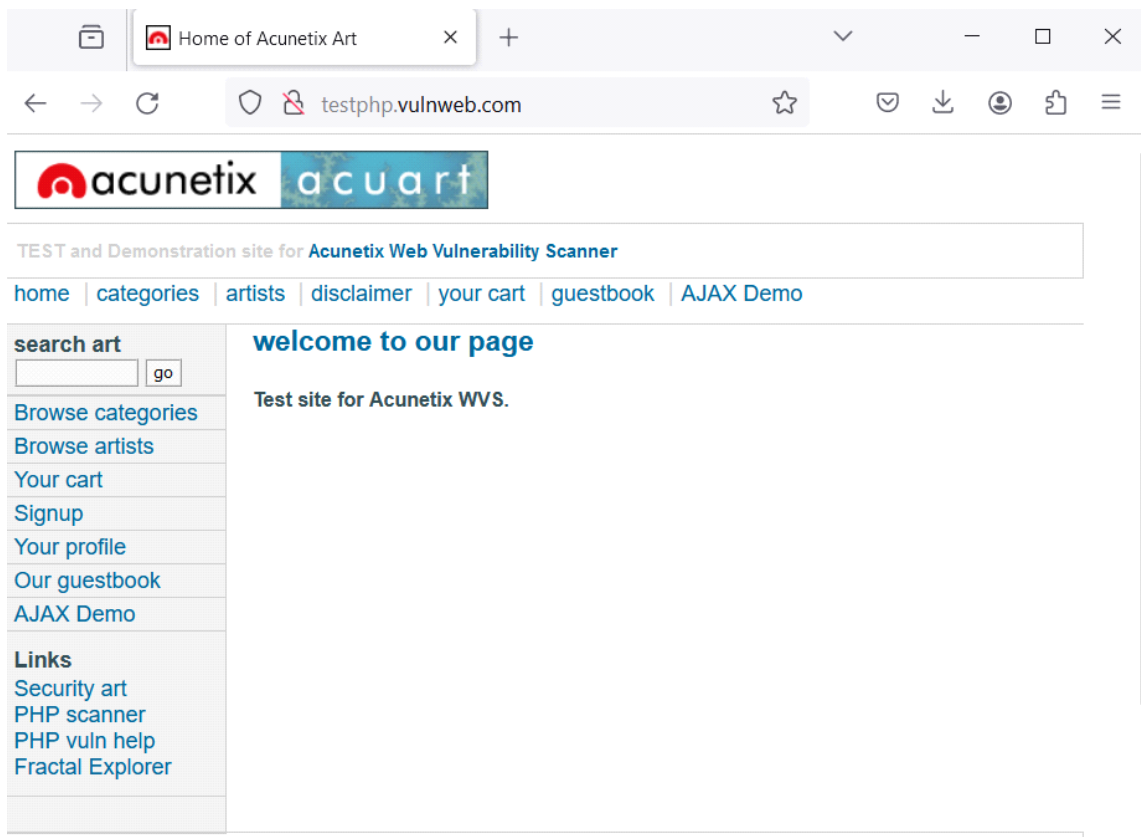 Home of Acunetix Art
testphp.vulnweb.com
acunetix acuart
TEST and Demonstration site for Acunetix Web Vulnerability Scanner
home | categories | artists | disclaimer | your cart | guestbook | AJAX Demo
search art
go
Browse categories
Browse artists
Your cart
Signup
Your profile
Our guestbook
AJAX Demo
Links
Security art
PHP scanner
PHP vuln help
Fractal Explorer
welcome to our page
Test site for Acunetix WVS.